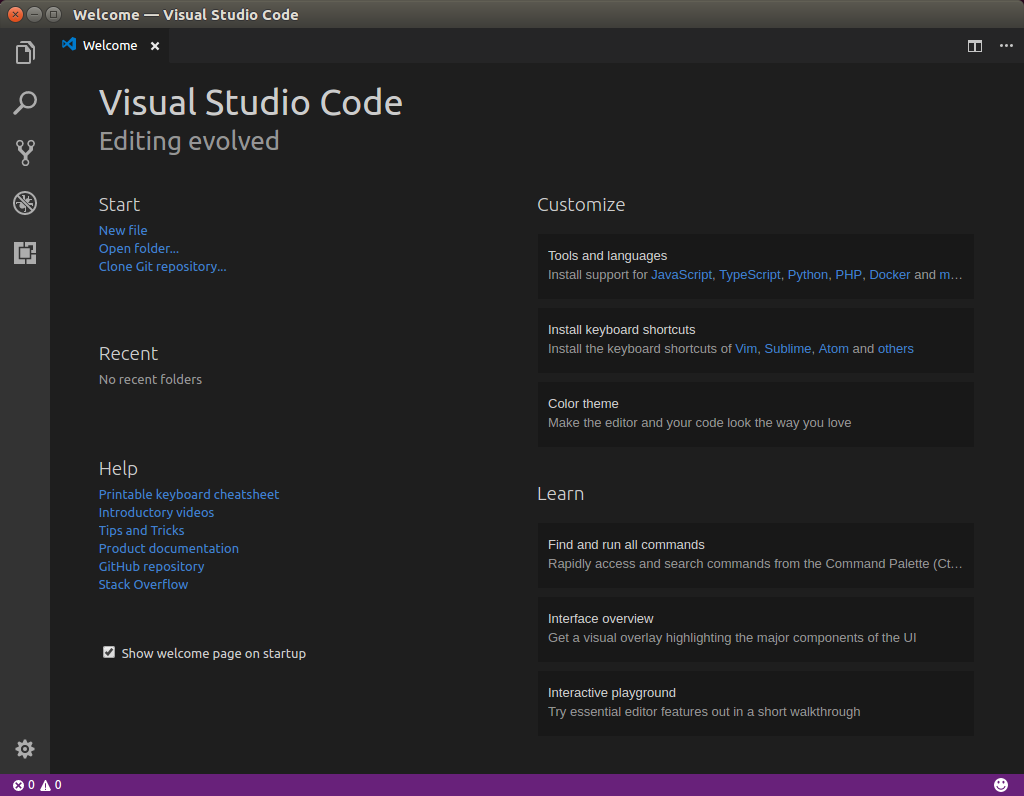 Welcome — Visual Studio Code
Welcome
Visual Studio Code
Editing evolved
Start
New file
Open folder...
Clone Git repository...
Recent
No recent folders
Help
Printable keyboard cheatsheet
Introductory videos
Tips and Tricks
Product documentation
GitHub repository
Stack Overflow
Show welcome page on startup
Customize
Tools and languages
Install support for JavaScript, TypeScript, Python, PHP, Docker and m…
Install keyboard shortcuts
Install the keyboard shortcuts of Vim, Sublime, Atom and others
Color theme
Make the editor and your code look the way you love
Learn
Find and run all commands
Rapidly access and search commands from the Command Palette (Ct…
Interface overview
Get a visual overlay highlighting the major components of the UI
Interactive playground
Try essential editor features out in a short walkthrough
0 0